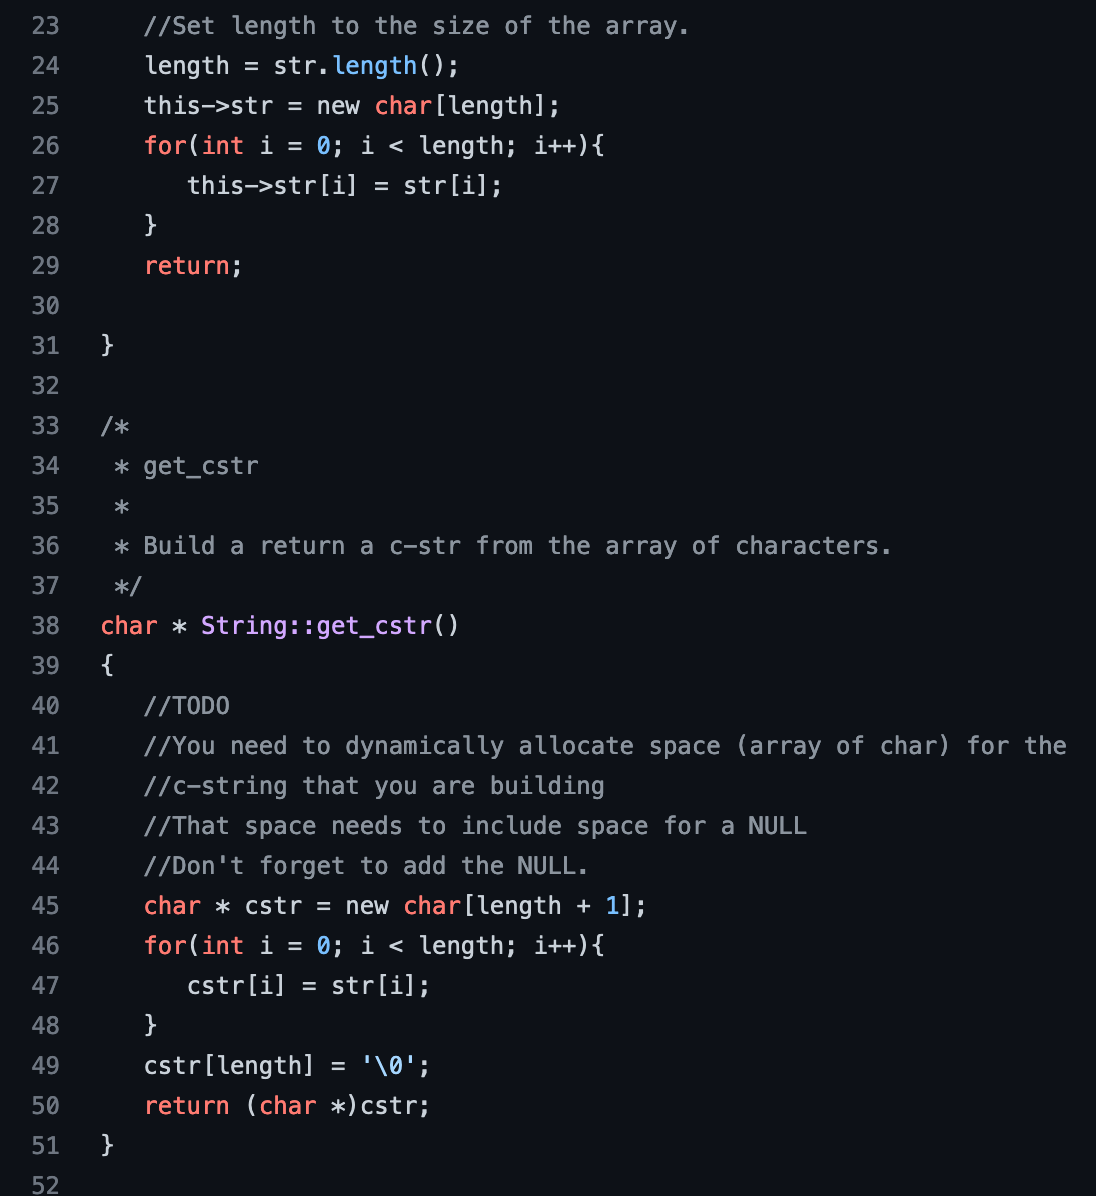 23 //Set length to the size of the array.
24 length = str.length();
25 this->str = new char[length];
26 for(int i = 0; i < length; i++){
27 this->str[i] = str[i];
28 }
29 return;
30
31 }
32
33 /*
34 * get_cstr
35 *
36 * Build a return a c-str from the array of characters.
37 */
38 char * String::get_cstr()
39 {
40 //TODO
41 //You need to dynamically allocate space (array of char) for the
42 //c-string that you are building
43 //That space needs to include space for a NULL
44 //Don't forget to add the NULL.
45 char * cstr = new char[length + 1];
46 for(int i = 0; i < length; i++){
47 cstr[i] = str[i];
48 }
49 cstr[length] = '\0';
50 return (char *)cstr;
51 }
52